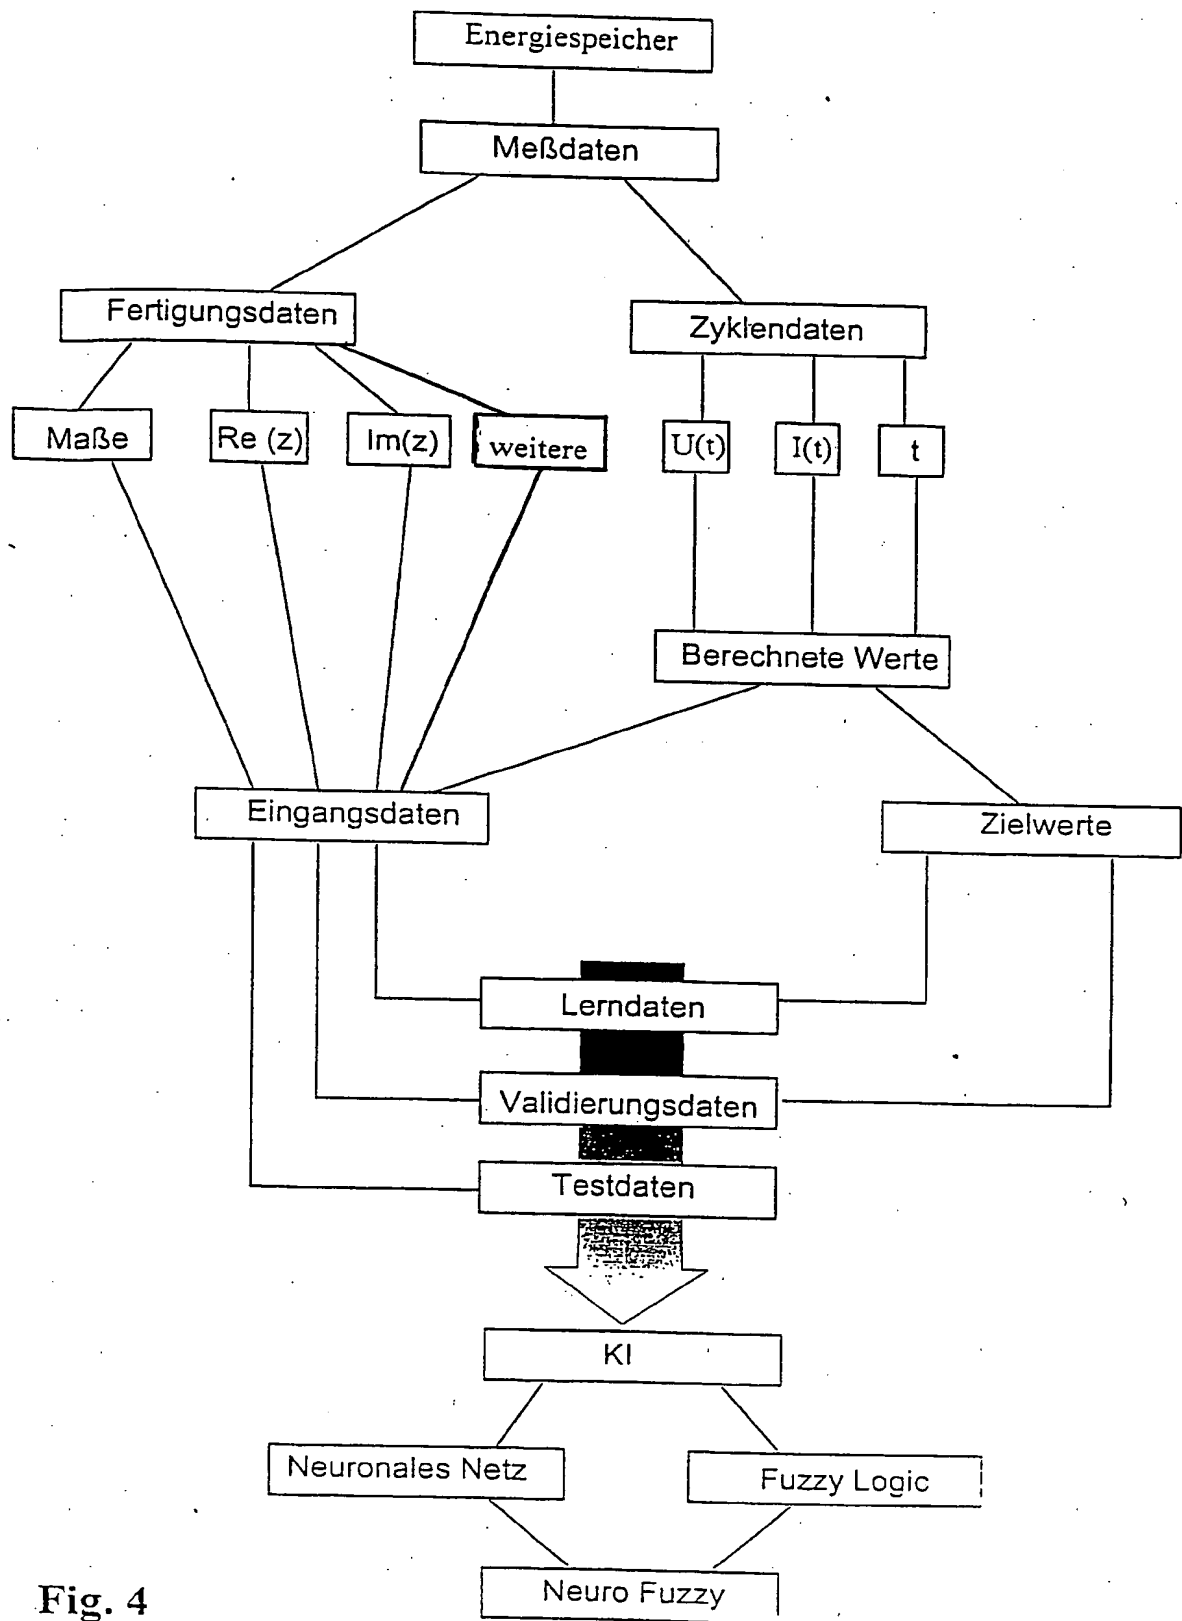 Energiespeicher
Meßdaten
Fertigungsdaten
Zyklendaten
Maße
Re (z)
Im(z)
weitere
U(t)
I(t)
t
Berechnete Werte
Eingangsdaten
Zielwerte
Lerndaten
Validierungsdaten
Testdaten
KI
Neuronales Netz
Fuzzy Logic
Neuro Fuzzy
Fig. 4